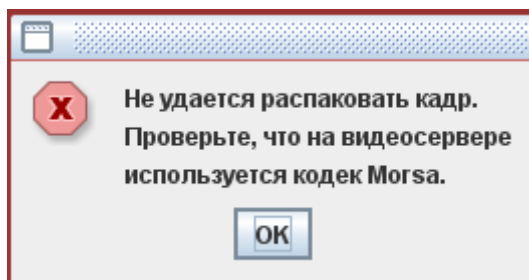 Не удается распаковать кадр.
Проверьте, что на видеосервере
используется кодек Morsa.
OK